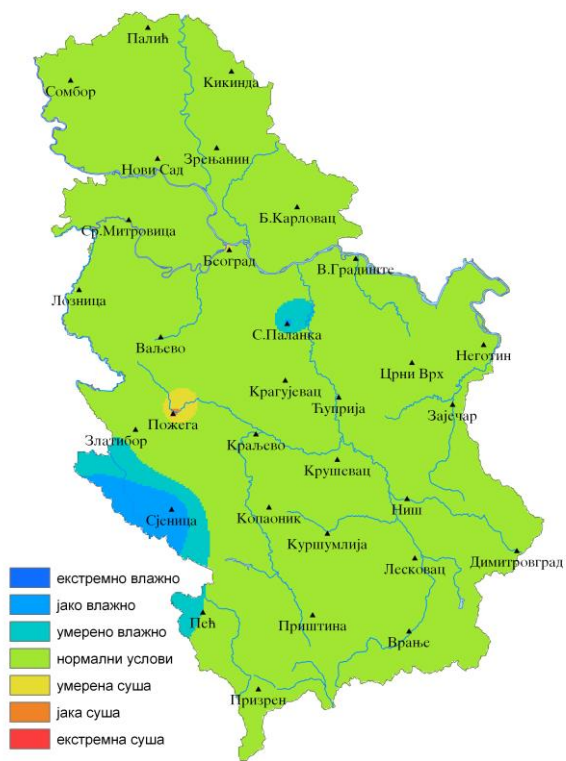 Палић
Сомбор
Кикинда
Зрењанин
Нови Сад
Б.Карловац
Ср.Митровица
Београд
В.Градиште
Лозница
С.Паланка
Ваљево
Неготин
Црни Врх
Крагујевац
Ћуприја
Зајечар
Пожега
Златибор
Краљево
Крушевац
Сјеница
Копаоник
Ниш
Куршумлија
Димитровград
Лесковац
Пећ
Приштина
Врање
Призрен
екстремно влажно
јако влажно
умерено влажно
нормални услови
умерена суша
јака суша
екстремна суша